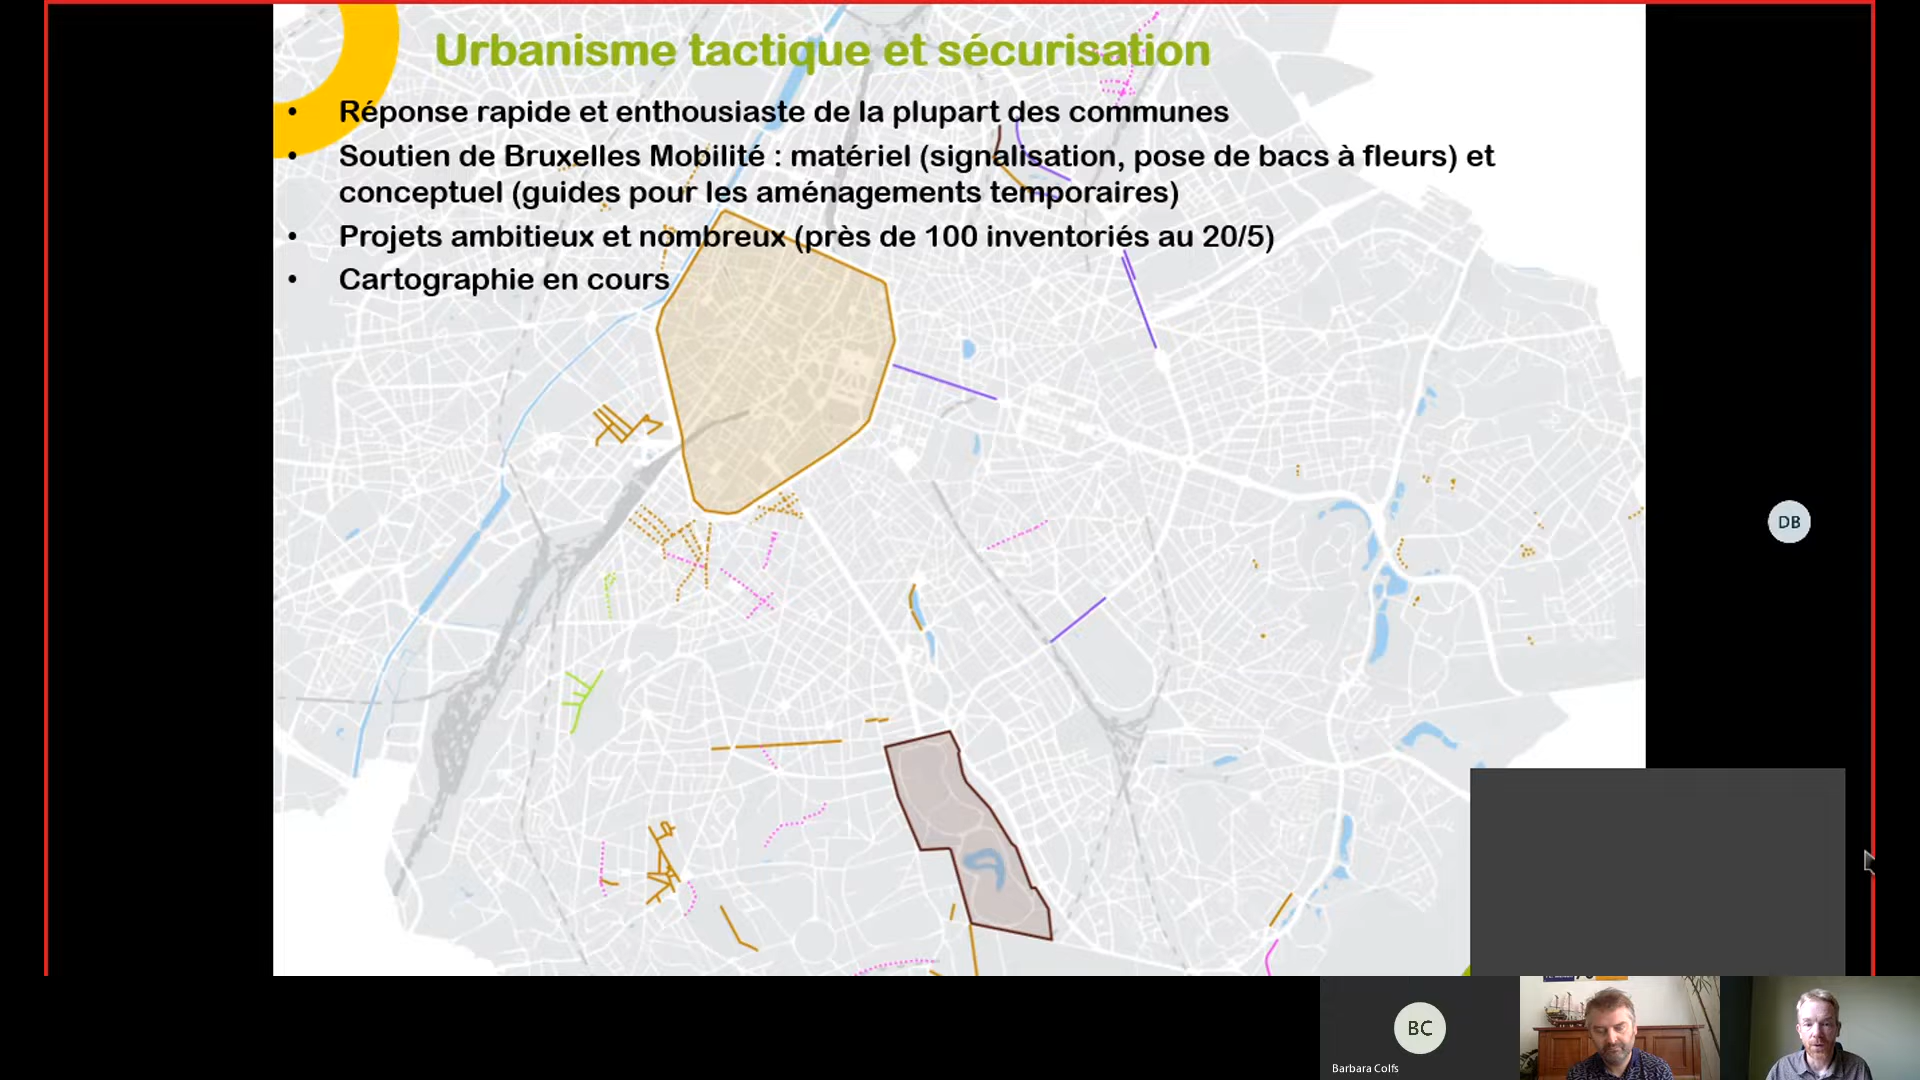 Urbanisme tactique et sécurisation
• Réponse rapide et enthousiaste de la plupart des communes
• Soutien de Bruxelles Mobilité : matériel (signalisation, pose de bacs à fleurs) et
conceptuel (guides pour les aménagements temporaires)
• Projets ambitieux et nombreux (près de 100 inventoriés au 20/5)
• Cartographie en cours
DB
BC
Barbara Colfs